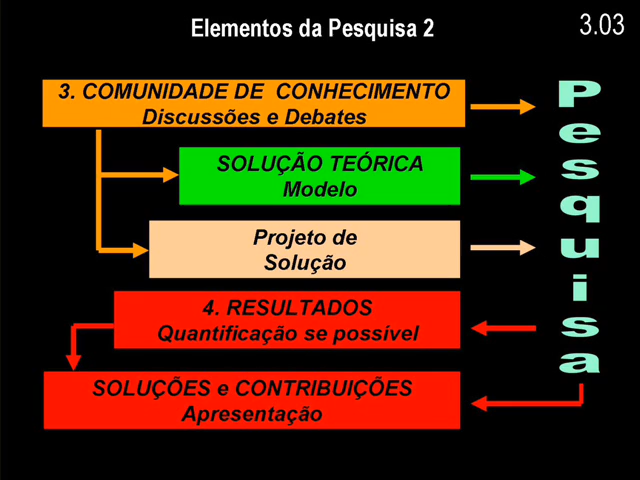 Elementos da Pesquisa 2
3.03
3. COMUNIDADE DE CONHECIMENTO
Discussões e Debates
SOLUÇÃO TEÓRICA
Modelo
Projeto de
Solução
4. RESULTADOS
Quantificação se possível
SOLUÇÕES e CONTRIBUIÇÕES
Apresentação
Pesquisa